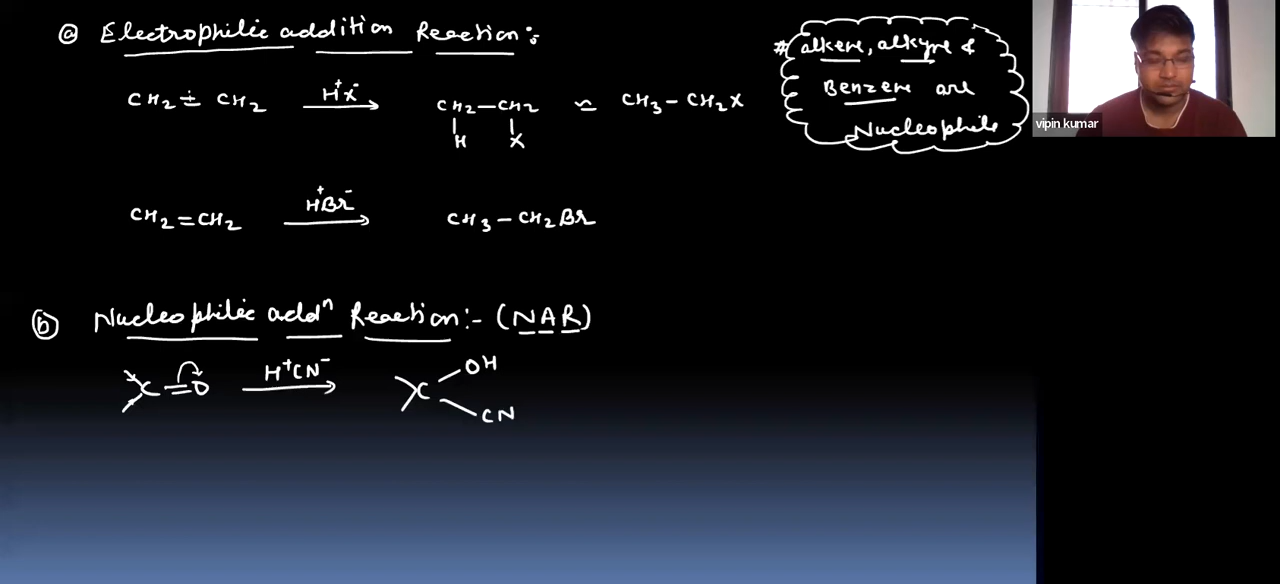 ⓐ Electrophilic addition Reaction:-
CH₂=CH₂ —H⁺X⁻→ CH₂—CH₂ ≃ CH₃—CH₂X
H X
CH₂=CH₂ —H⁺Br⁻→ CH₃—CH₂Br
# alkene, alkyne &
Benzene are
Nucleophile
vipin kumar
ⓑ Nucleophilic addⁿ Reaction:- (NAR)
>C=O —H⁺CN⁻→ >C
OH
CN